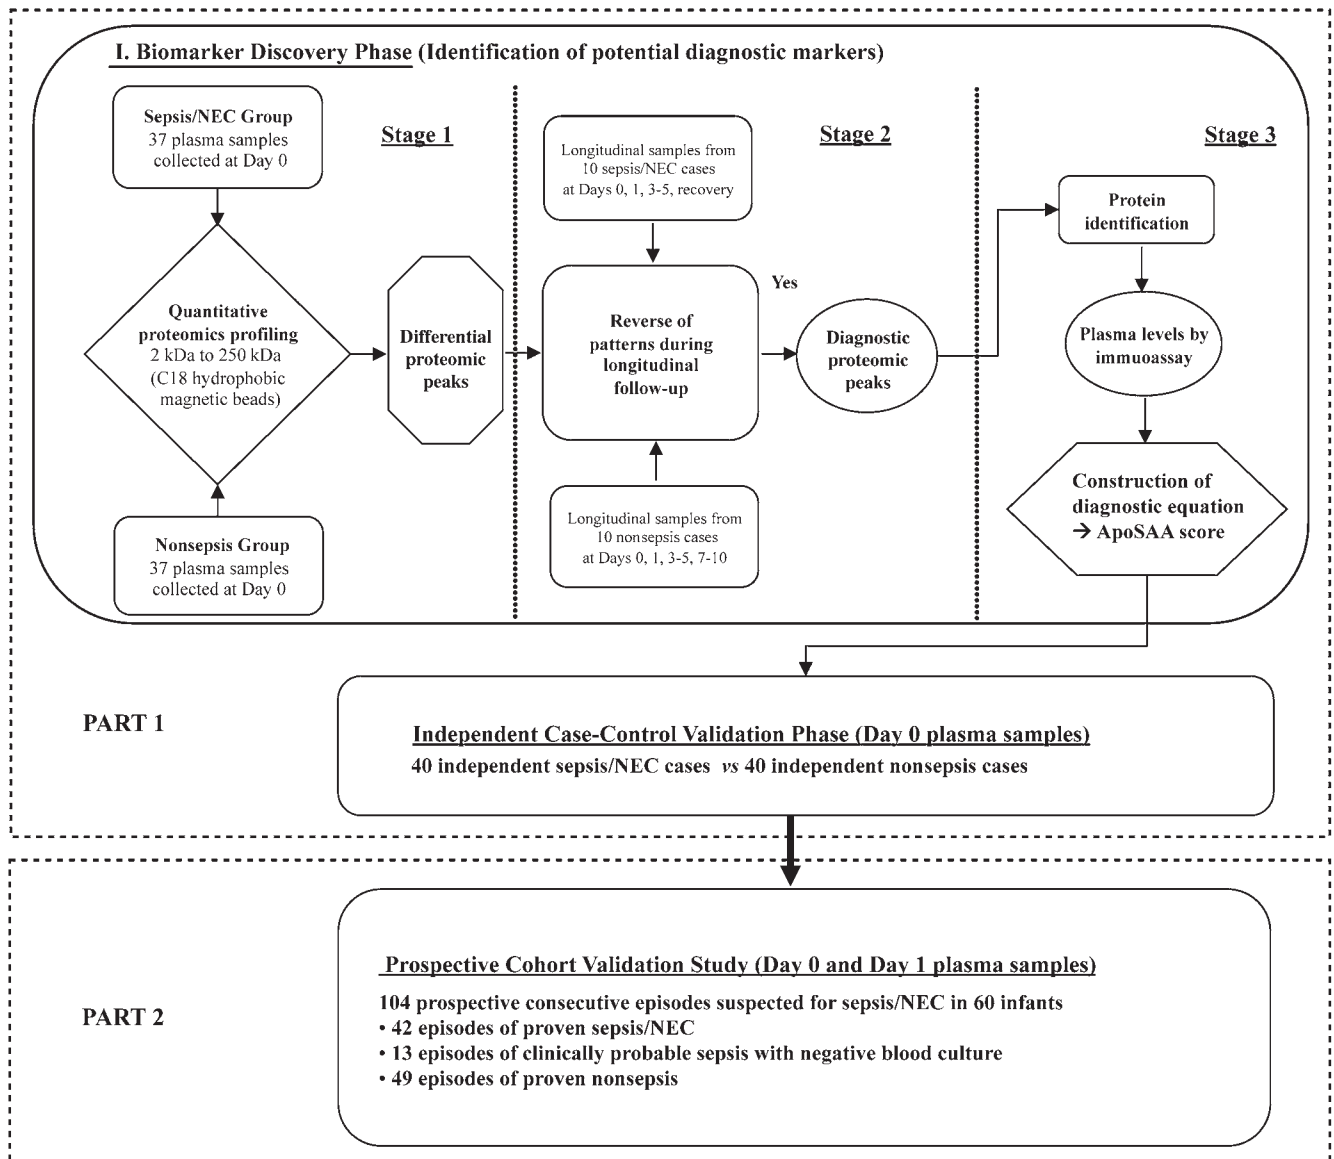 I. Biomarker Discovery Phase (Identification of potential diagnostic markers)
Stage 1
Sepsis/NEC Group
37 plasma samples
collected at Day 0
Quantitative
proteomics profiling
2 kDa to 250 kDa
(C18 hydrophobic
magnetic beads)
Nonsepsis Group
37 plasma samples
collected at Day 0
Differential
proteomic
peaks
Stage 2
Longitudinal samples from
10 sepsis/NEC cases
at Days 0, 1, 3-5, recovery
Reverse of
patterns during
longitudinal
follow-up
Longitudinal samples from
10 nonsepsis cases
at Days 0, 1, 3-5, 7-10
Yes
Diagnostic
proteomic
peaks
Stage 3
Protein
identification
Plasma levels by
immuoassay
Construction of
diagnostic equation
→ ApoSAA score
PART 1
Independent Case-Control Validation Phase (Day 0 plasma samples)
40 independent sepsis/NEC cases vs 40 independent nonsepsis cases
PART 2
Prospective Cohort Validation Study (Day 0 and Day 1 plasma samples)
104 prospective consecutive episodes suspected for sepsis/NEC in 60 infants
• 42 episodes of proven sepsis/NEC
• 13 episodes of clinically probable sepsis with negative blood culture
• 49 episodes of proven nonsepsis